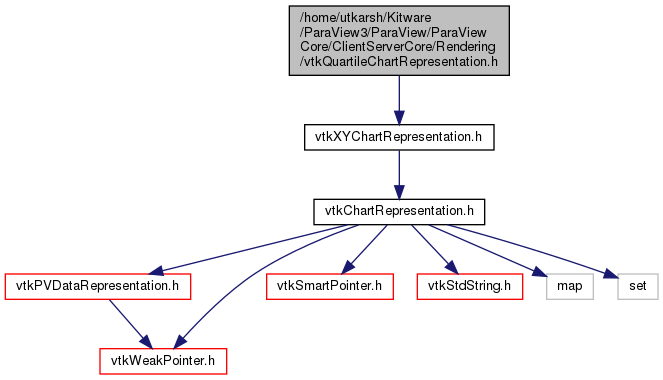 /home/utkarsh/Kitware
/ParaView3/ParaView/ParaView
Core/ClientServerCore/Rendering
/vtkQuartileChartRepresentation.h
vtkXYChartRepresentation.h
vtkChartRepresentation.h
vtkPVDataRepresentation.h
vtkSmartPointer.h
vtkStdString.h
map
set
vtkWeakPointer.h